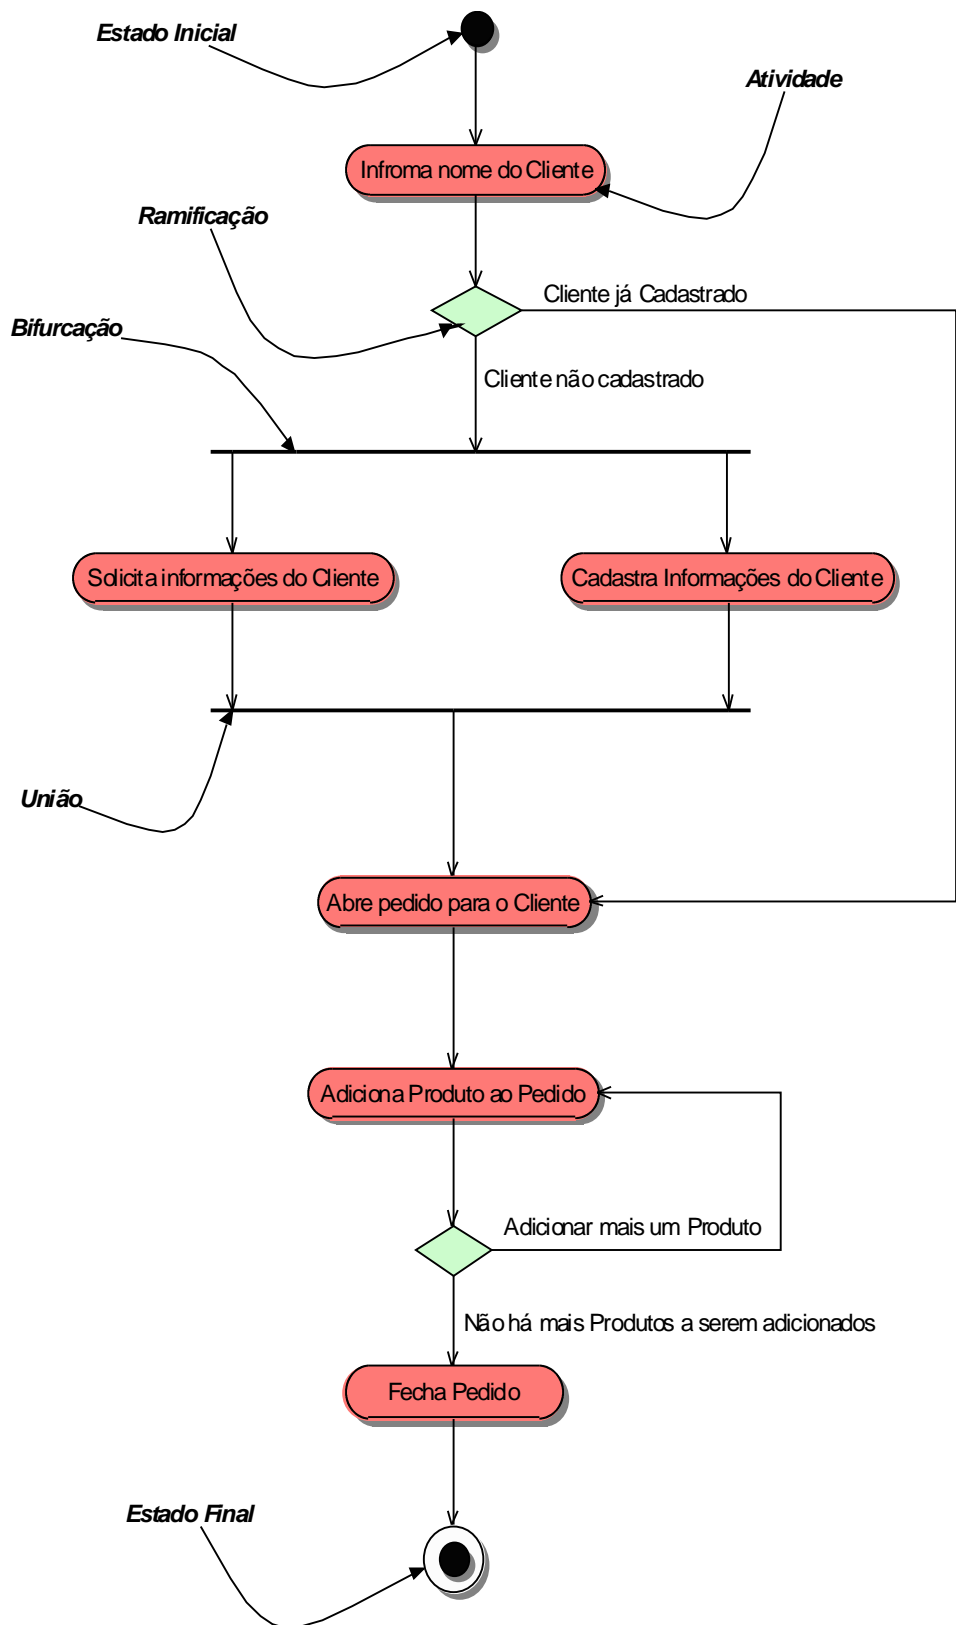 Estado Inicial
Atividade
Infroma nome do Cliente
Ramificação
Cliente já Cadastrado
Bifurcação
Cliente não cadastrado
Solicita informações do Cliente
Cadastra Informações do Cliente
União
Abre pedido para o Cliente
Adiciona Produto ao Pedido
Adicionar mais um Produto
Não há mais Produtos a serem adicionados
Fecha Pedido
Estado Final